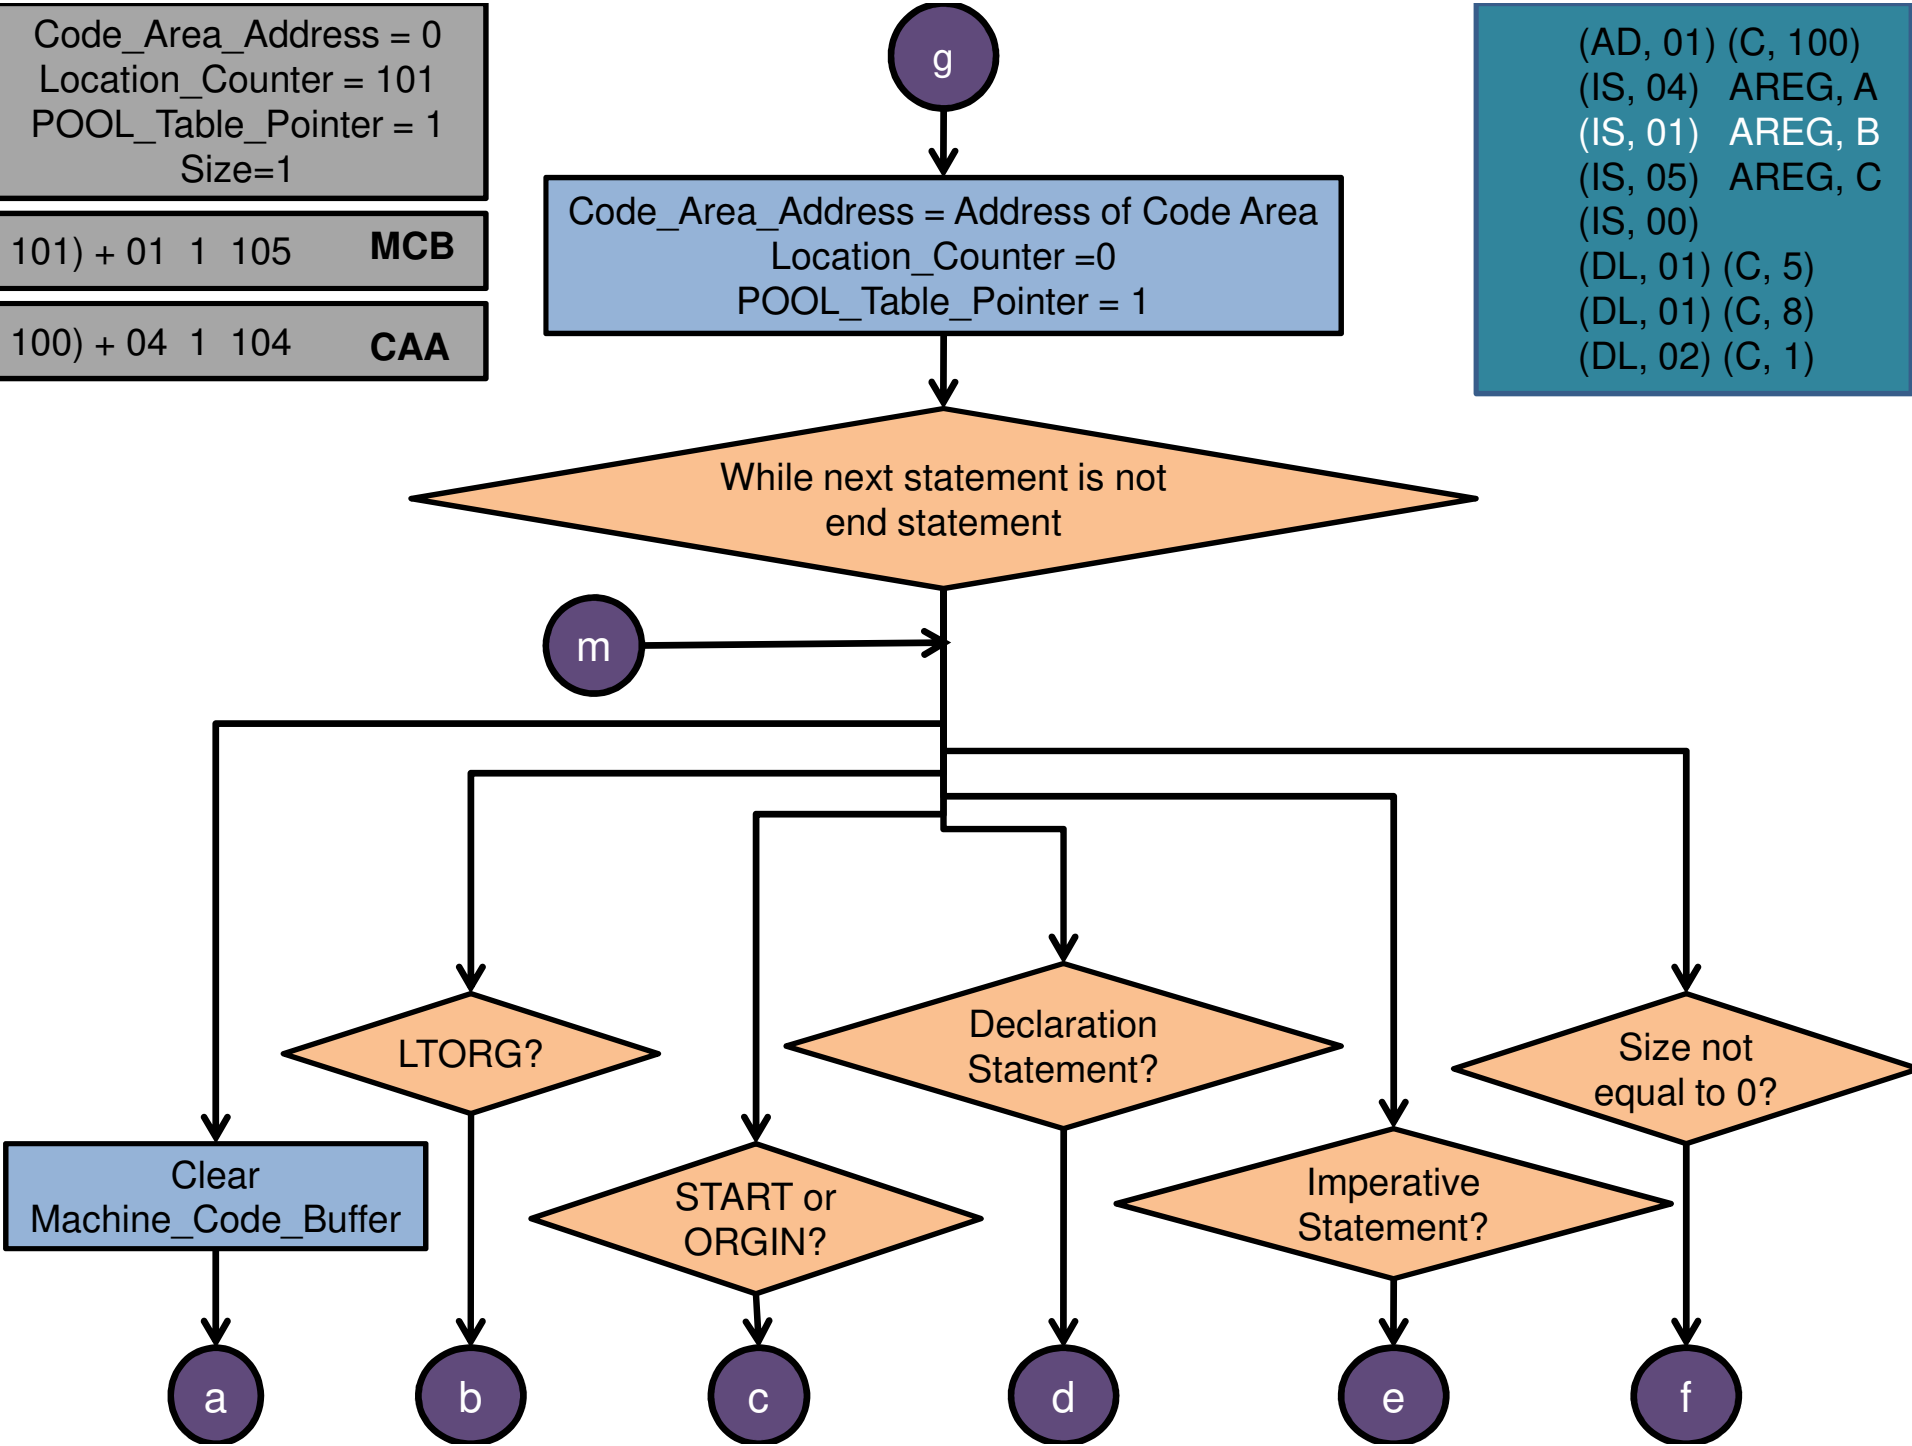 Code_Area_Address = 0
Location_Counter = 101
POOL_Table_Pointer = 1
Size=1
101) + 01 1 105 MCB
100) + 04 1 104 CAA
g
Code_Area_Address = Address of Code Area
Location_Counter =0
POOL_Table_Pointer = 1
(AD, 01) (C, 100)
(IS, 04) AREG, A
(IS, 01) AREG, B
(IS, 05) AREG, C
(IS, 00)
(DL, 01) (C, 5)
(DL, 01) (C, 8)
(DL, 02) (C, 1)
While next statement is not
end statement
m
LTORG?
Declaration
Statement?
Size not
equal to 0?
Clear
Machine_Code_Buffer
START or
ORGIN?
Imperative
Statement?
a
b
c
d
e
f